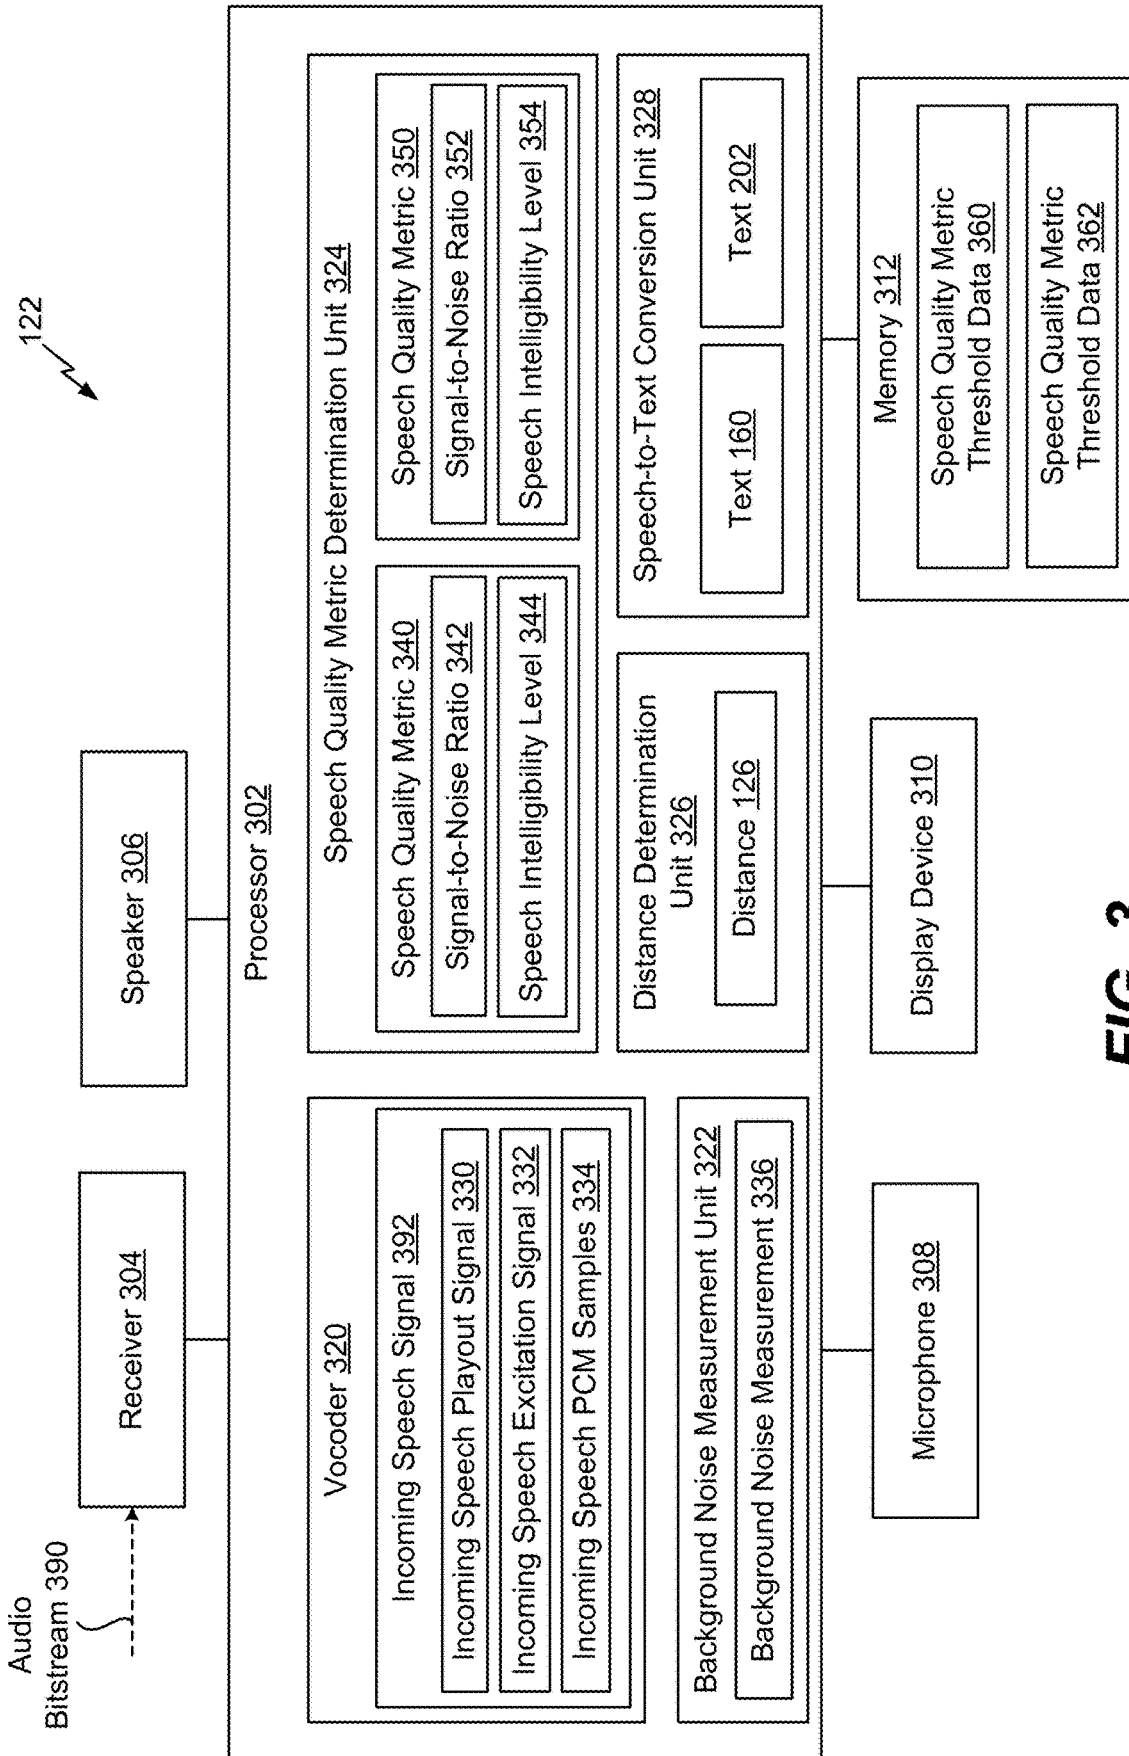 122
Audio
Bitstream 390
Receiver 304
Speaker 306
Processor 302
Vocoder 320
Incoming Speech Signal 392
Incoming Speech Playout Signal 330
Incoming Speech Excitation Signal 332
Incoming Speech PCM Samples 334
Background Noise Measurement Unit 322
Background Noise Measurement 336
Speech Quality Metric Determination Unit 324
Speech Quality Metric 340
Signal-to-Noise Ratio 342
Speech Intelligibility Level 344
Speech Quality Metric 350
Signal-to-Noise Ratio 352
Speech Intelligibility Level 354
Distance Determination
Unit 326
Distance 126
Speech-to-Text Conversion Unit 328
Text 160
Text 202
Microphone 308
Display Device 310
Memory 312
Speech Quality Metric
Threshold Data 360
Speech Quality Metric
Threshold Data 362
FIG.